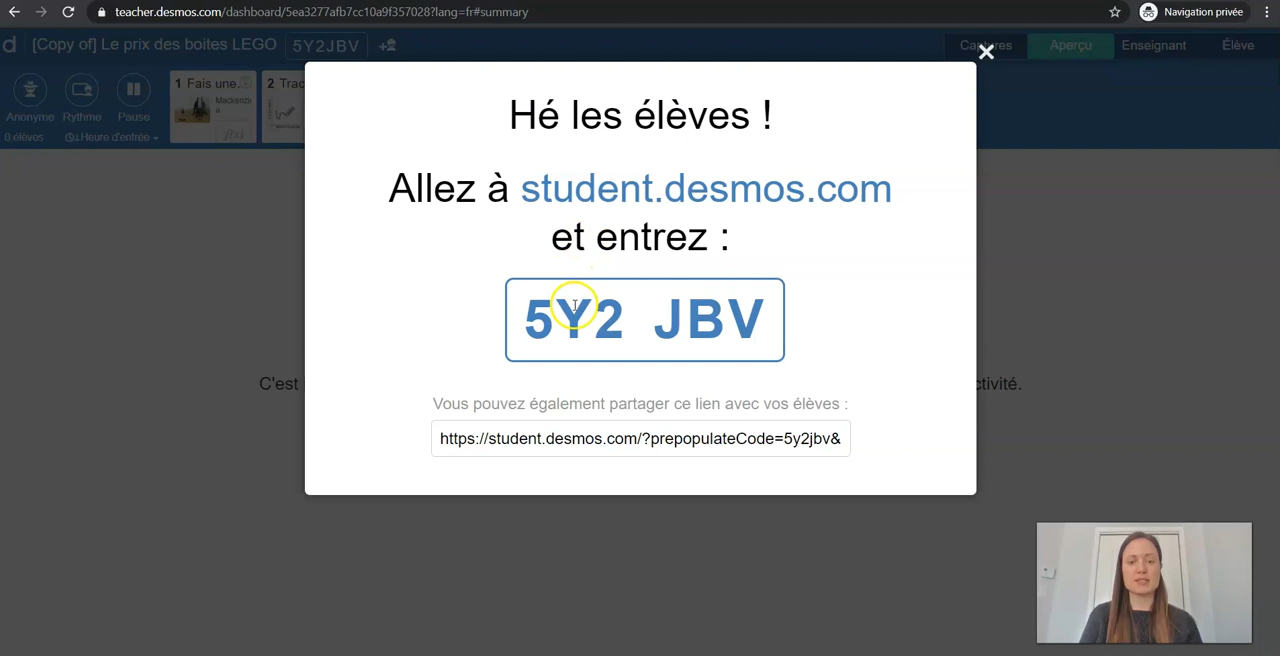 teacher.desmos.com/dashboard/5ea3277afb7cc10a9f357028?lang=fr#summary
Navigation privée
d [Copy of] Le prix des boites LEGO 5Y2JBV
Captures Aperçu Enseignant Élève
1 Fais une... 2 Trac
Anonyme Rythme Pause
0 élèves Heure d'entrée
Hé les élèves !
Allez à student.desmos.com
et entrez :
5Y2 JBV
C'est
ctivité.
Vous pouvez également partager ce lien avec vos élèves :
https://student.desmos.com/?prepopulateCode=5y2jbv&